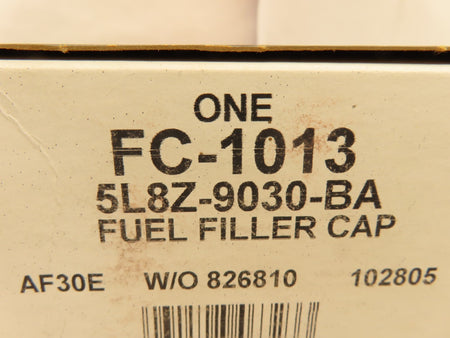 ONE
FC-1013
5L8Z-9030-BA
FUEL FILLER CAP
AF30E W/O 826810 102805